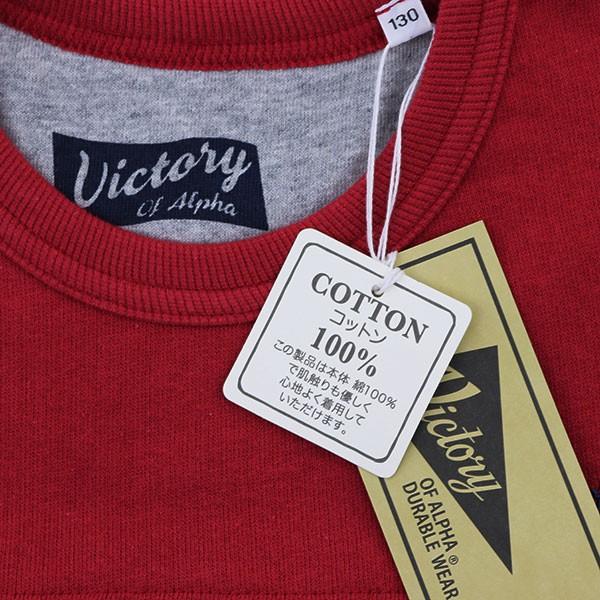 130
Victory
Of Alpha
COTTON
コットン
100%
この製品は本体 綿100%
で肌触りも優しく
心地よく着用して
いただけます。
Victory
OF ALPHA®
DURABLE WEAR